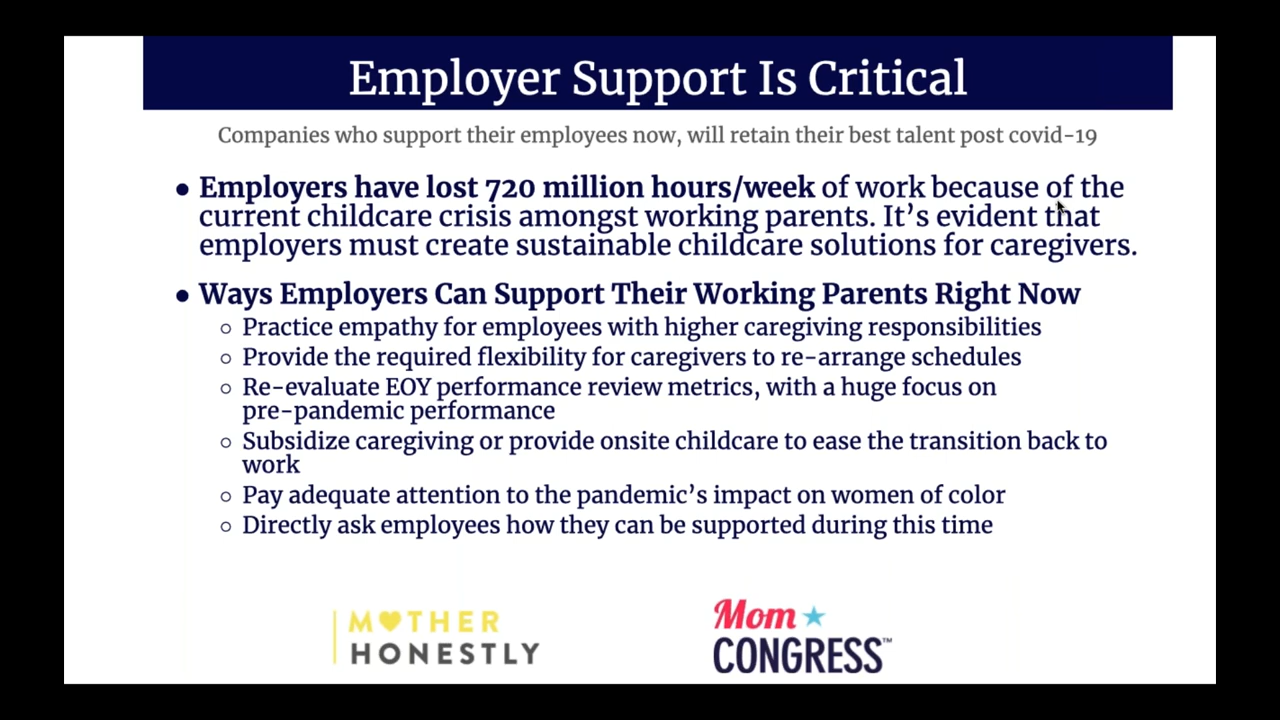 Employer Support Is Critical
Companies who support their employees now, will retain their best talent post covid-19
● Employers have lost 720 million hours/week of work because of the
current childcare crisis amongst working parents. It's evident that
employers must create sustainable childcare solutions for caregivers.
● Ways Employers Can Support Their Working Parents Right Now
○ Practice empathy for employees with higher caregiving responsibilities
○ Provide the required flexibility for caregivers to re-arrange schedules
○ Re-evaluate EOY performance review metrics, with a huge focus on
pre-pandemic performance
○ Subsidize caregiving or provide onsite childcare to ease the transition back to
work
○ Pay adequate attention to the pandemic's impact on women of color
○ Directly ask employees how they can be supported during this time
MOTHER
HONESTLY
Mom
CONGRESS™